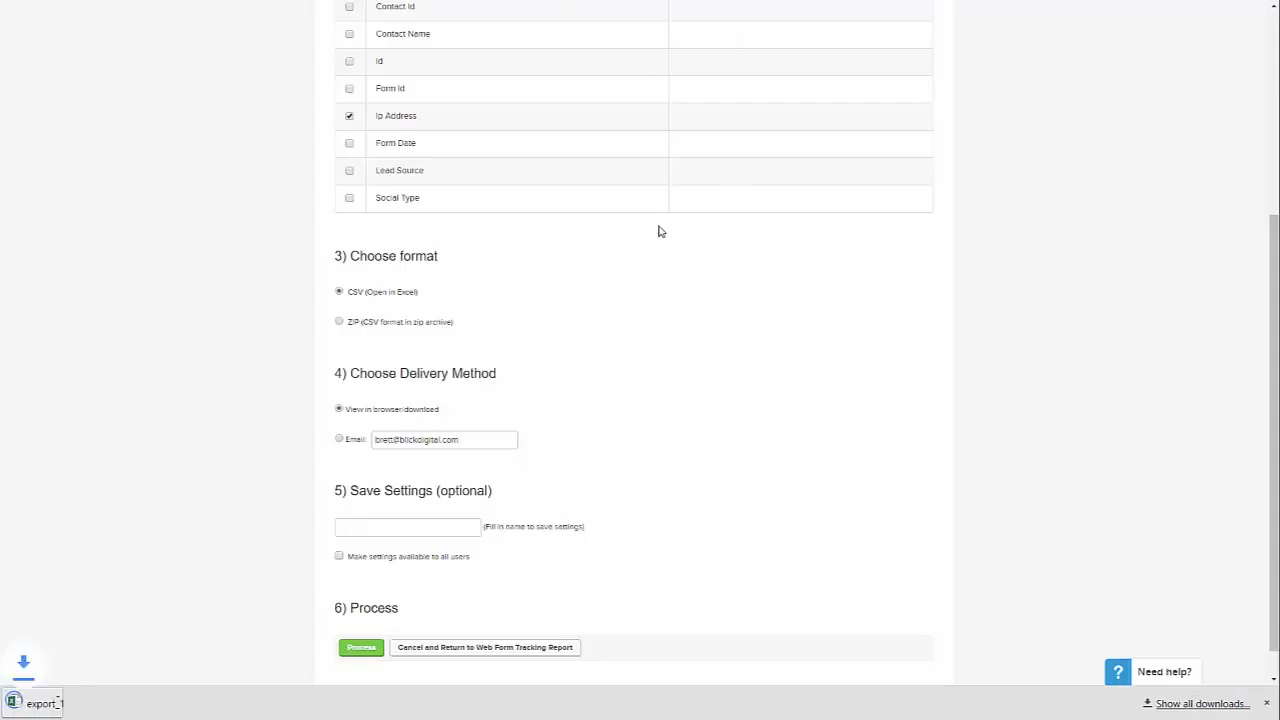 Contact Id
Contact Name
Id
Form Id
Ip Address
Form Date
Lead Source
Social Type
3) Choose format
CSV (Open in Excel)
ZIP (CSV format in zip archive)
4) Choose Delivery Method
View in browser/download
Email: brett@blickdigital.com
5) Save Settings (optional)
(Fill in name to save settings)
Make settings available to all users
6) Process
Process Cancel and Return to Web Form Tracking Report
? Need help?
export_1
Show all downloads...